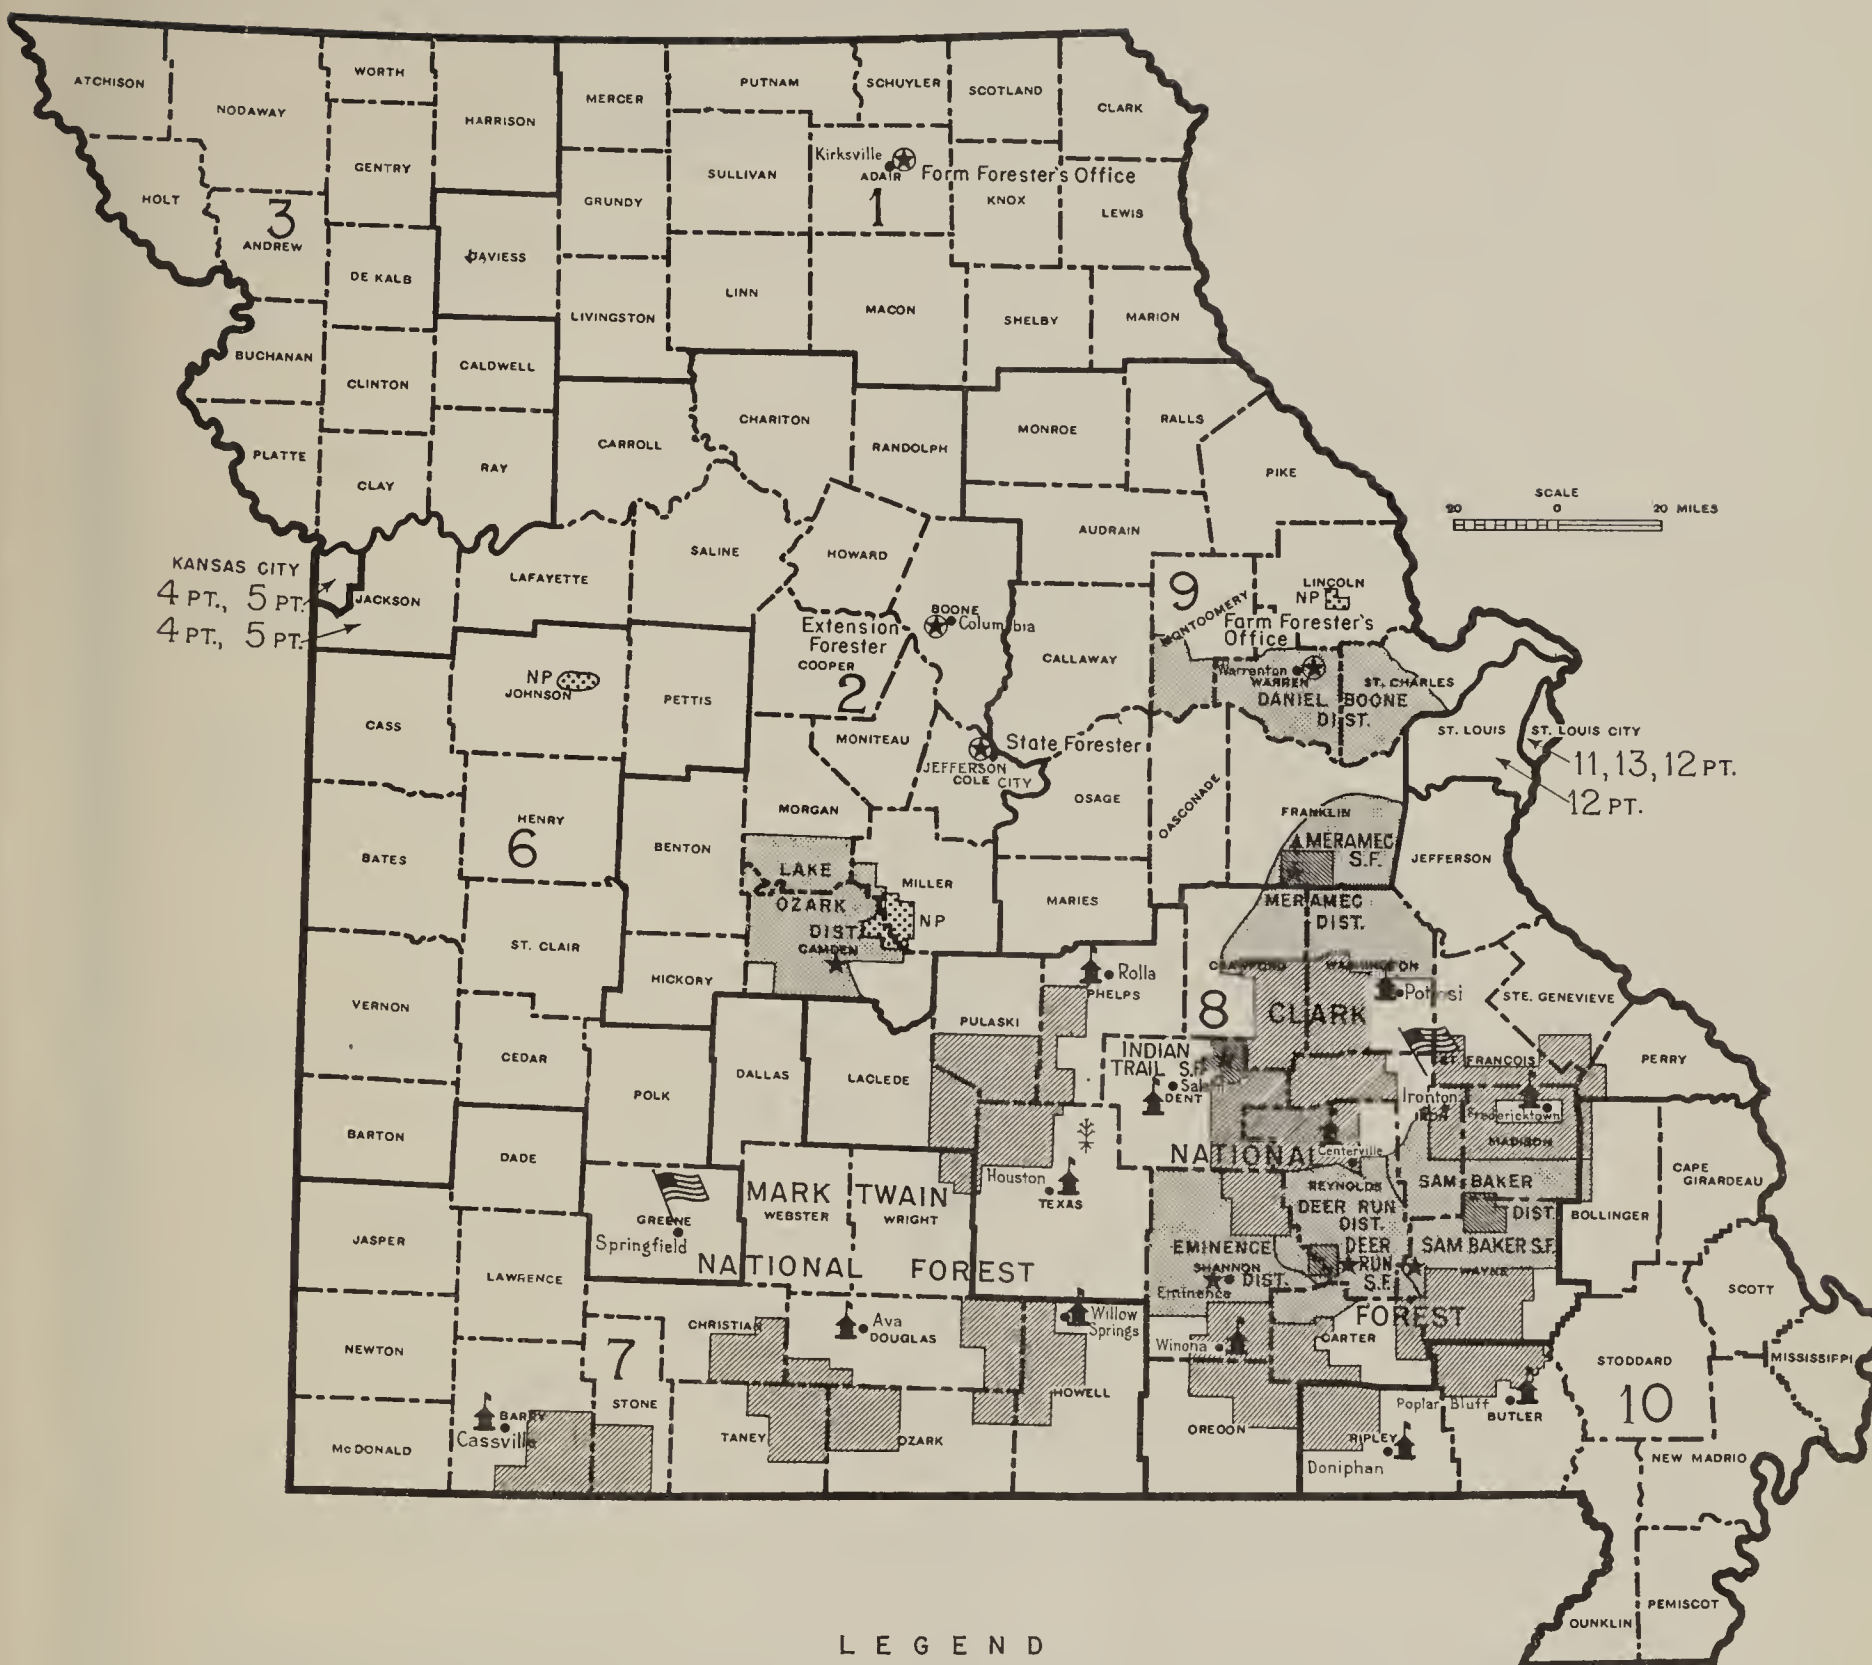 ATCHISON
NODAWAY
WORTH
HARRISON
MERCER
PUTNAM
SCHUYLER
SCOTLAND
CLARK
GENTRY
HOLT
3
ANDREW
DE KALB
DAVIESS
GRUNDY
SULLIVAN
Kirksville
ADAIR
Farm Forester's Office
1
KNOX
LEWIS
LINN
MACON
SHELBY
MARION
LIVINGSTON
BUCHANAN
CLINTON
CALDWELL
PLATTE
CLAY
RAY
CARROLL
CHARITON
RANDOLPH
MONROE
RALLS
PIKE
AUDRAIN
SCALE
20 0 20 MILES
KANSAS CITY
4 PT., 5 PT.
4 PT., 5 PT.
JACKSON
LAFAYETTE
SALINE
HOWARD
BOONE
Columbia
Extension
Forester
COOPER
2
CALLAWAY
9
MONTGOMERY
LINCOLN
NP
Farm Forester's
Office
Warrenton
WARREN
ST. CHARLES
DANIEL BOONE
DIST.
ST. LOUIS
ST. LOUIS CITY
11, 13, 12 PT.
12 PT.
NP
JOHNSON
PETTIS
CASS
MONITEAU
State Forester
JEFFERSON
CITY
COLE
OSAGE
GASCONADE
FRANKLIN
MERAMEC
S.F.
JEFFERSON
MORGAN
HENRY
6
BATES
BENTON
LAKE
OZARK
DIST.
CAMDEN
MILLER
NP
MARIES
MERAMEC
DIST.
ST. CLAIR
HICKORY
VERNON
CEDAR
POLK
DALLAS
LACLEDE
PULASKI
Rolla
PHELPS
8
CRAWFORD
WASHINGTON
Potosi
CLARK
STE. GENEVIEVE
ST. FRANCOIS
PERRY
INDIAN
TRAIL S.F.
Salem
DENT
Ironton
IRON
Fredericktown
MADISON
NATIONAL
Centerville
REYNOLDS
BARTON
DADE
GREENE
Springfield
MARK TWAIN
WEBSTER
WRIGHT
Houston
TEXAS
DEER RUN
DIST.
DEER
RUN
S.F.
SAM BAKER
DIST.
SAM BAKER S.F.
WAYNE
BOLLINGER
CAPE
GIRARDEAU
JASPER
LAWRENCE
NATIONAL FOREST
EMINENCE
SHANNON
DIST.
Eminence
FOREST
SCOTT
NEWTON
CHRISTIAN
Ava
DOUGLAS
Willow
Springs
Winona
CARTER
STODDARD
MISSISSIPPI
7
STONE
HOWELL
Poplar Bluff
BUTLER
10
McDONALD
BARRY
Cassville
TANEY
OZARK
OREGON
RIPLEY
Doniphan
NEW MADRID
DUNKLIN
PEMISCOT
LEGEND